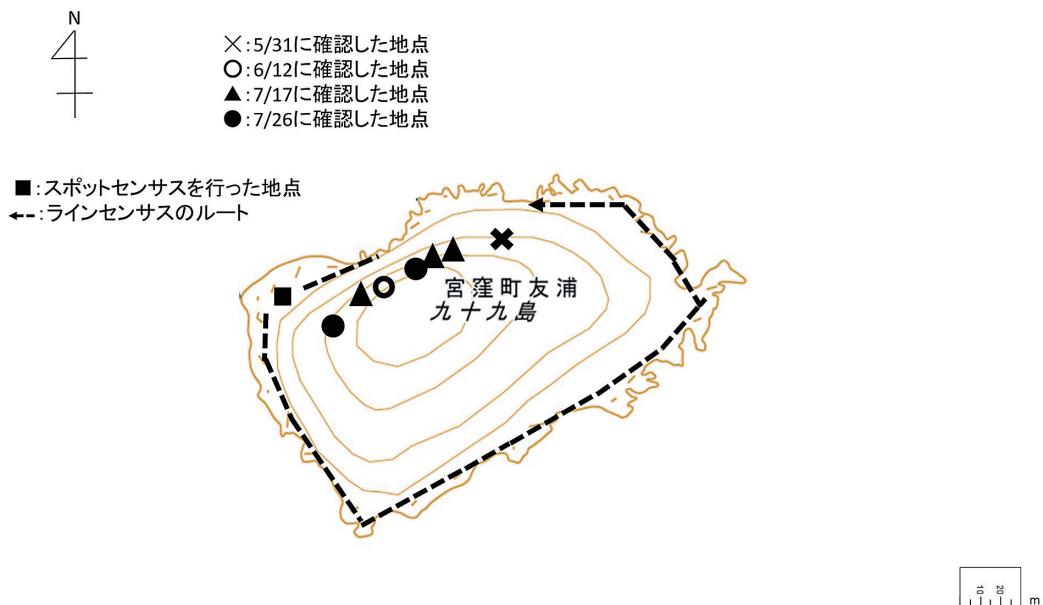 N
×:5/31に確認した地点
○:6/12に確認した地点
▲:7/17に確認した地点
●:7/26に確認した地点
■:スポットセンサスを行った地点
←--:ラインセンサスのルート
宮窪町友浦
九十九島
10 20 m